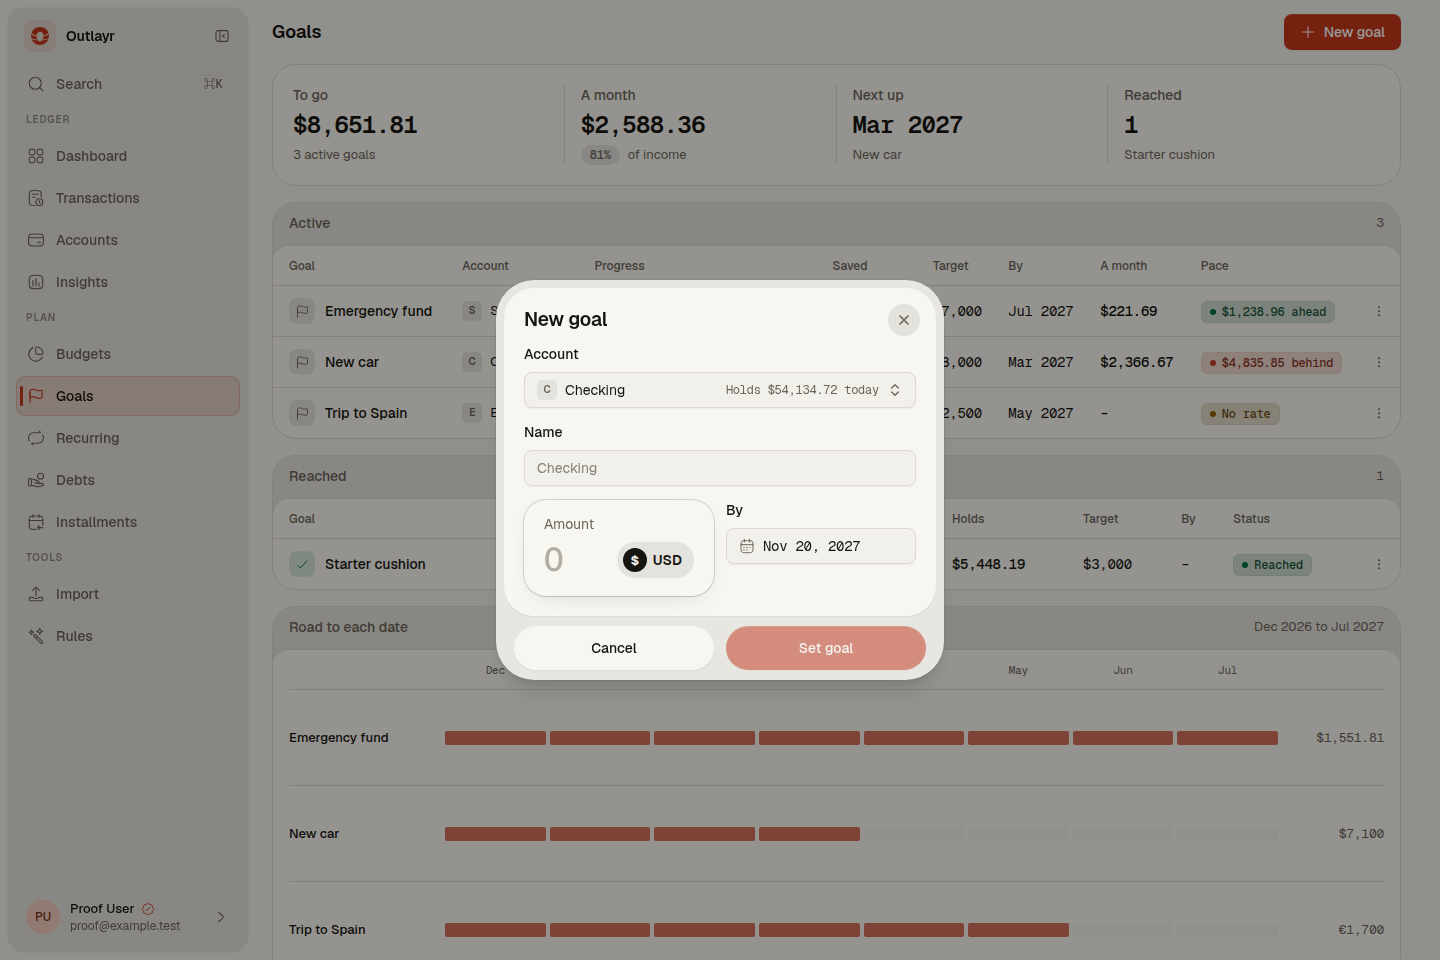 Outlayr
Search ⌘K
LEDGER
Dashboard
Transactions
Accounts
Insights
PLAN
Budgets
Goals
Recurring
Debts
Installments
TOOLS
Import
Rules
PU Proof User
proof@example.test
Goals
New goal
To go
$8,651.81
3 active goals
A month
$2,588.36
81% of income
Next up
Mar 2027
New car
Reached
1
Starter cushion
Active 3
Goal Account Progress Saved Target By A month Pace
Emergency fund S S 7,000 Jul 2027 $221.69 $1,238.96 ahead
New car C 8,000 Mar 2027 $2,366.67 $4,835.85 behind
Trip to Spain E 2,500 May 2027 – No rate
Reached 1
Goal Holds Target By Status
Starter cushion $5,448.19 $3,000 – Reached
Road to each date Dec 2026 to Jul 2027
Dec May Jun Jul
Emergency fund $1,551.81
New car $7,100
Trip to Spain €1,700
New goal
Account
C Checking Holds $54,134.72 today
Name
Checking
Amount
0 $ USD
By
Nov 20, 2027
Cancel
Set goal